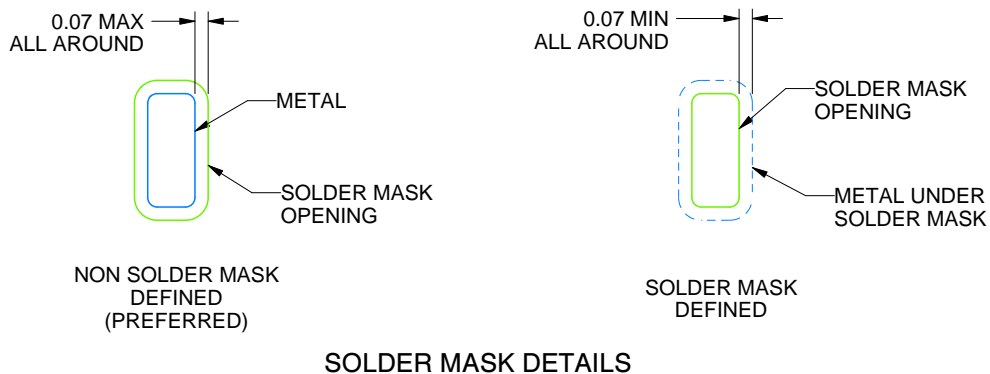 0.07 MAX
ALL AROUND
METAL
SOLDER MASK
OPENING
NON SOLDER MASK
DEFINED
(PREFERRED)
0.07 MIN
ALL AROUND
SOLDER MASK
OPENING
METAL UNDER
SOLDER MASK
SOLDER MASK
DEFINED
SOLDER MASK DETAILS